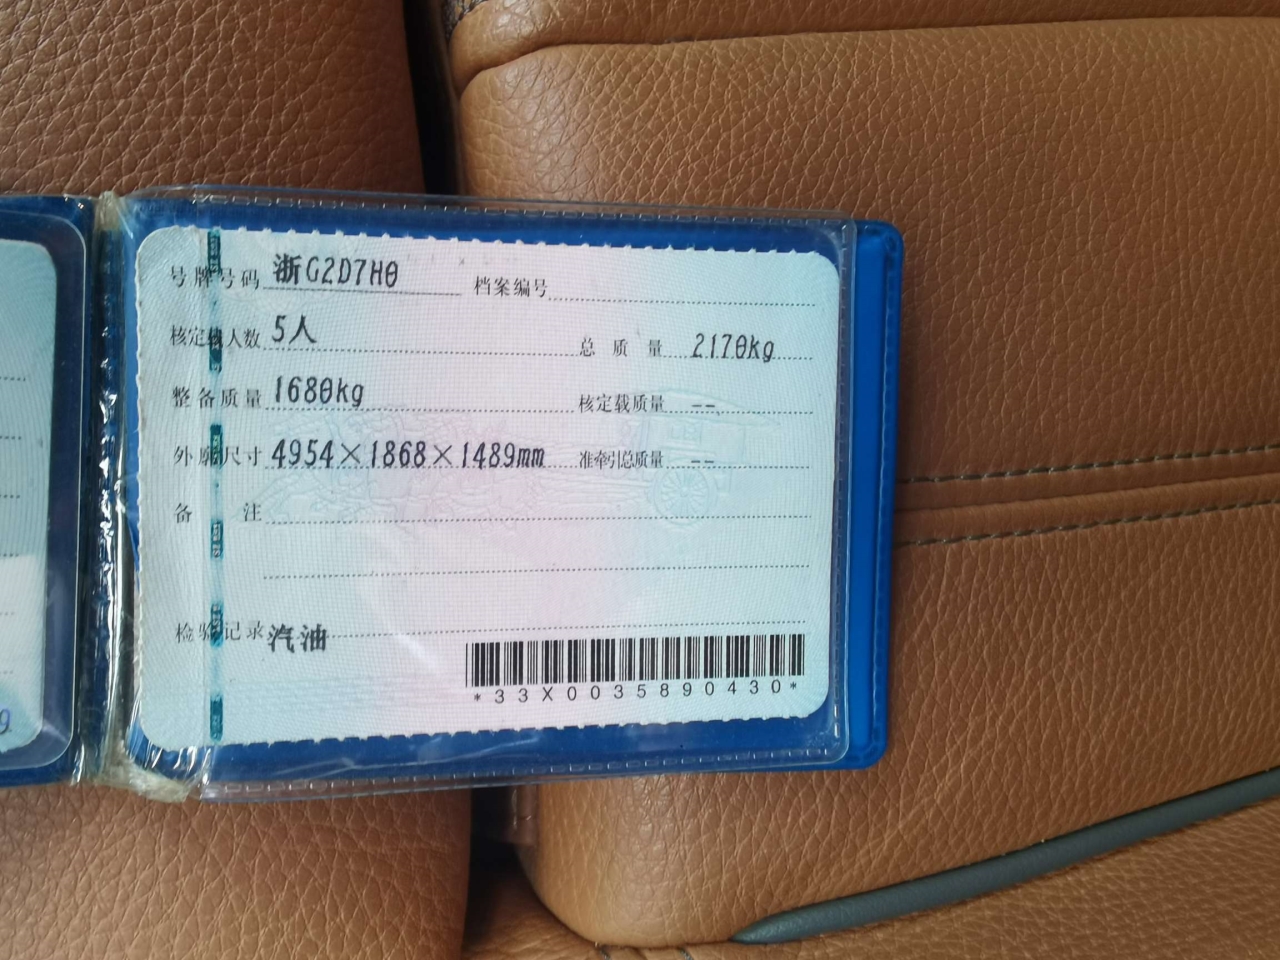 号牌号码 浙G2D7H0 档案编号
核定载人数 5人 总质量 2170kg
整备质量 1680kg 核定载质量 --
外廓尺寸 4954×1868×1489mm 准牵引总质量 --
备注
检验记录 汽油
*33X0035890430*
9